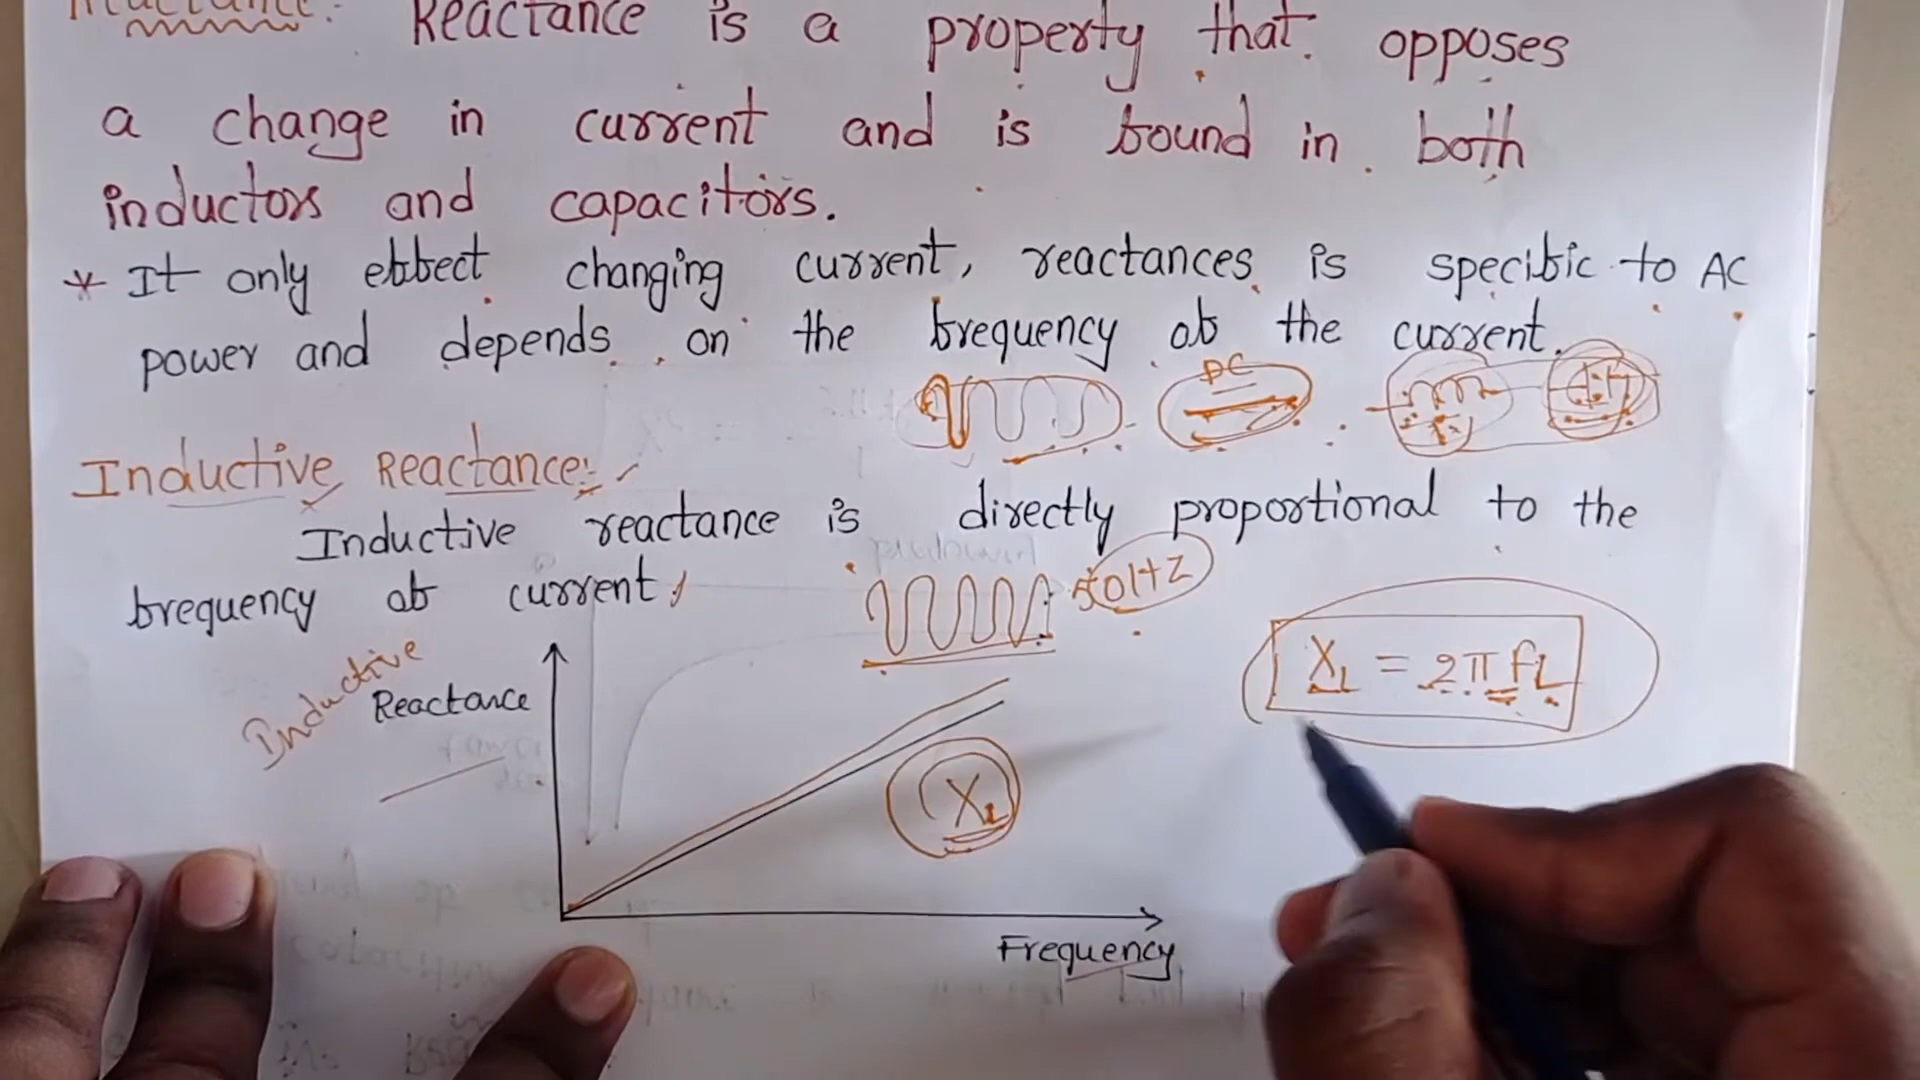 Reactance is a property that opposes
a change in current and is found in both
inductors and capacitors.
* It only effect changing current, reactances is specific to AC
power and depends on the frequency of the current.
DC
Inductive Reactance:-
Inductive reactance is directly proportional to the
frequency of current,
50HZ
Inductive
Reactance
XL = 2πfL
XL
Frequency